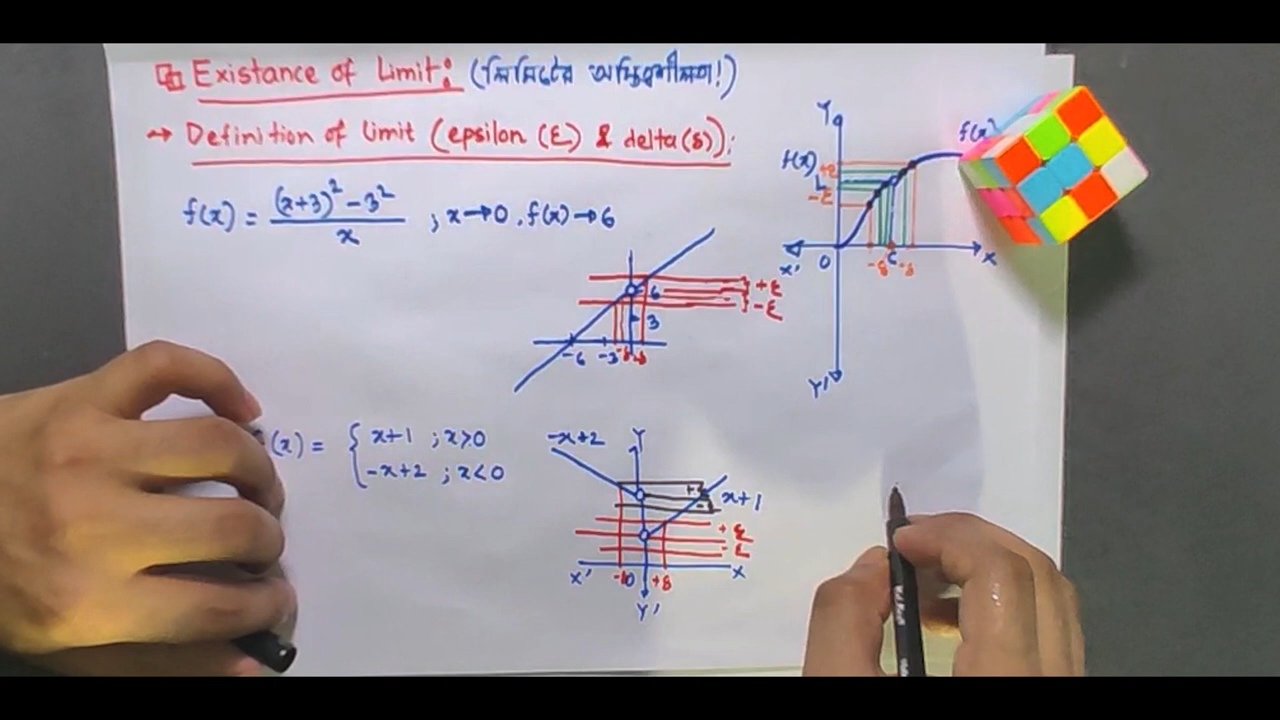 Existance of Limit: (লিমিটের অস্তিত্বশীলতা!)
→ Definition of limit (epsilon (ε) & delta (δ)):
f(x) = (x+3)² - 3² / x ; x→0, f(x)→6
Y
f(x)
f(x)
+ε
L
-ε
X'
O
-δ
C
-δ
X
Y'
6
+ε
-ε
3
-6
-3
-δ
+δ
(x) = { x+1 ; x>0
-x+2 ; x<0
-x+2
Y
x+1
+ε
-ε
X'
O
+δ
X
Y'